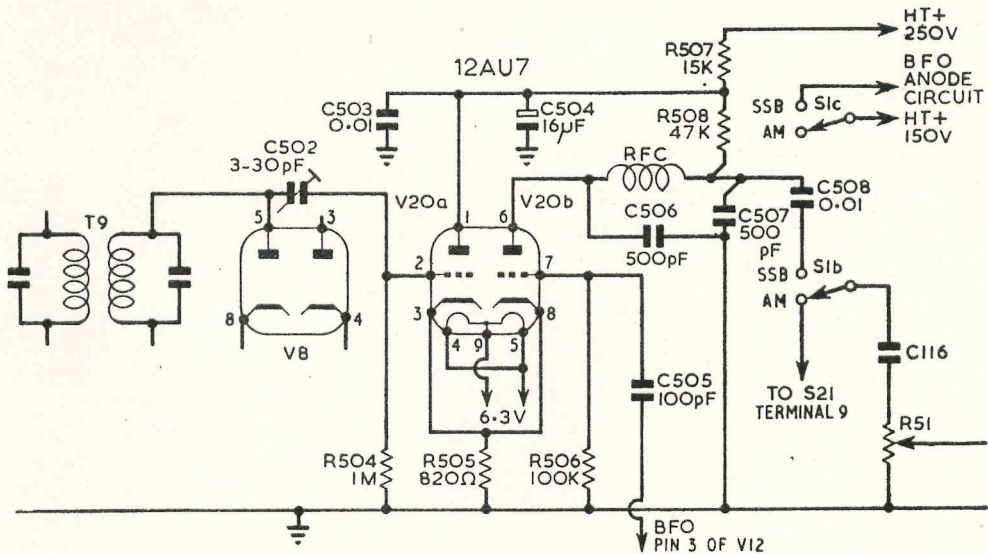 HT+
250V
R507
15K
12AU7
BFO
ANODE
CIRCUIT
C503
0·01
C504
16µF
SSB
S1c
AM
HT+
150V
R508
47K
C502
3-30pF
RFC
V20a
V20b
C508
0·01
T9
5
3
1
6
C506
500pF
C507
500
pF
2
7
SSB
S1b
AM
8
4
V8
3
8
4
9
5
C116
C505
100pF
TO S21
TERMINAL 9
6·3V
R51
R504
1M
R505
820Ω
R506
100K
BFO
PIN 3 OF V12